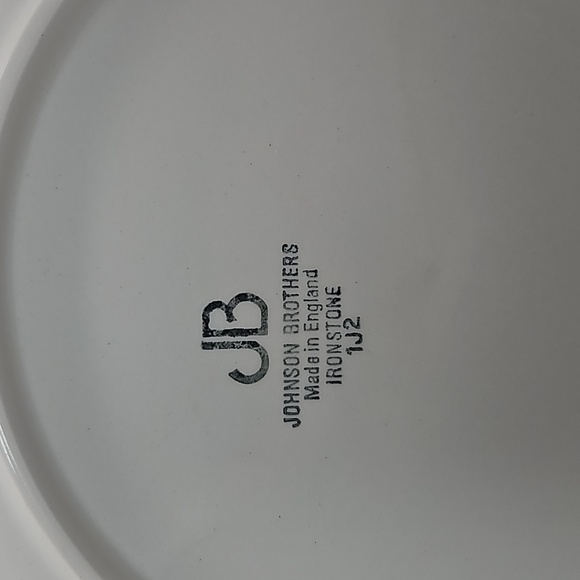 JB
JOHNSON BROTHERS
Made in England
IRONSTONE
1J2